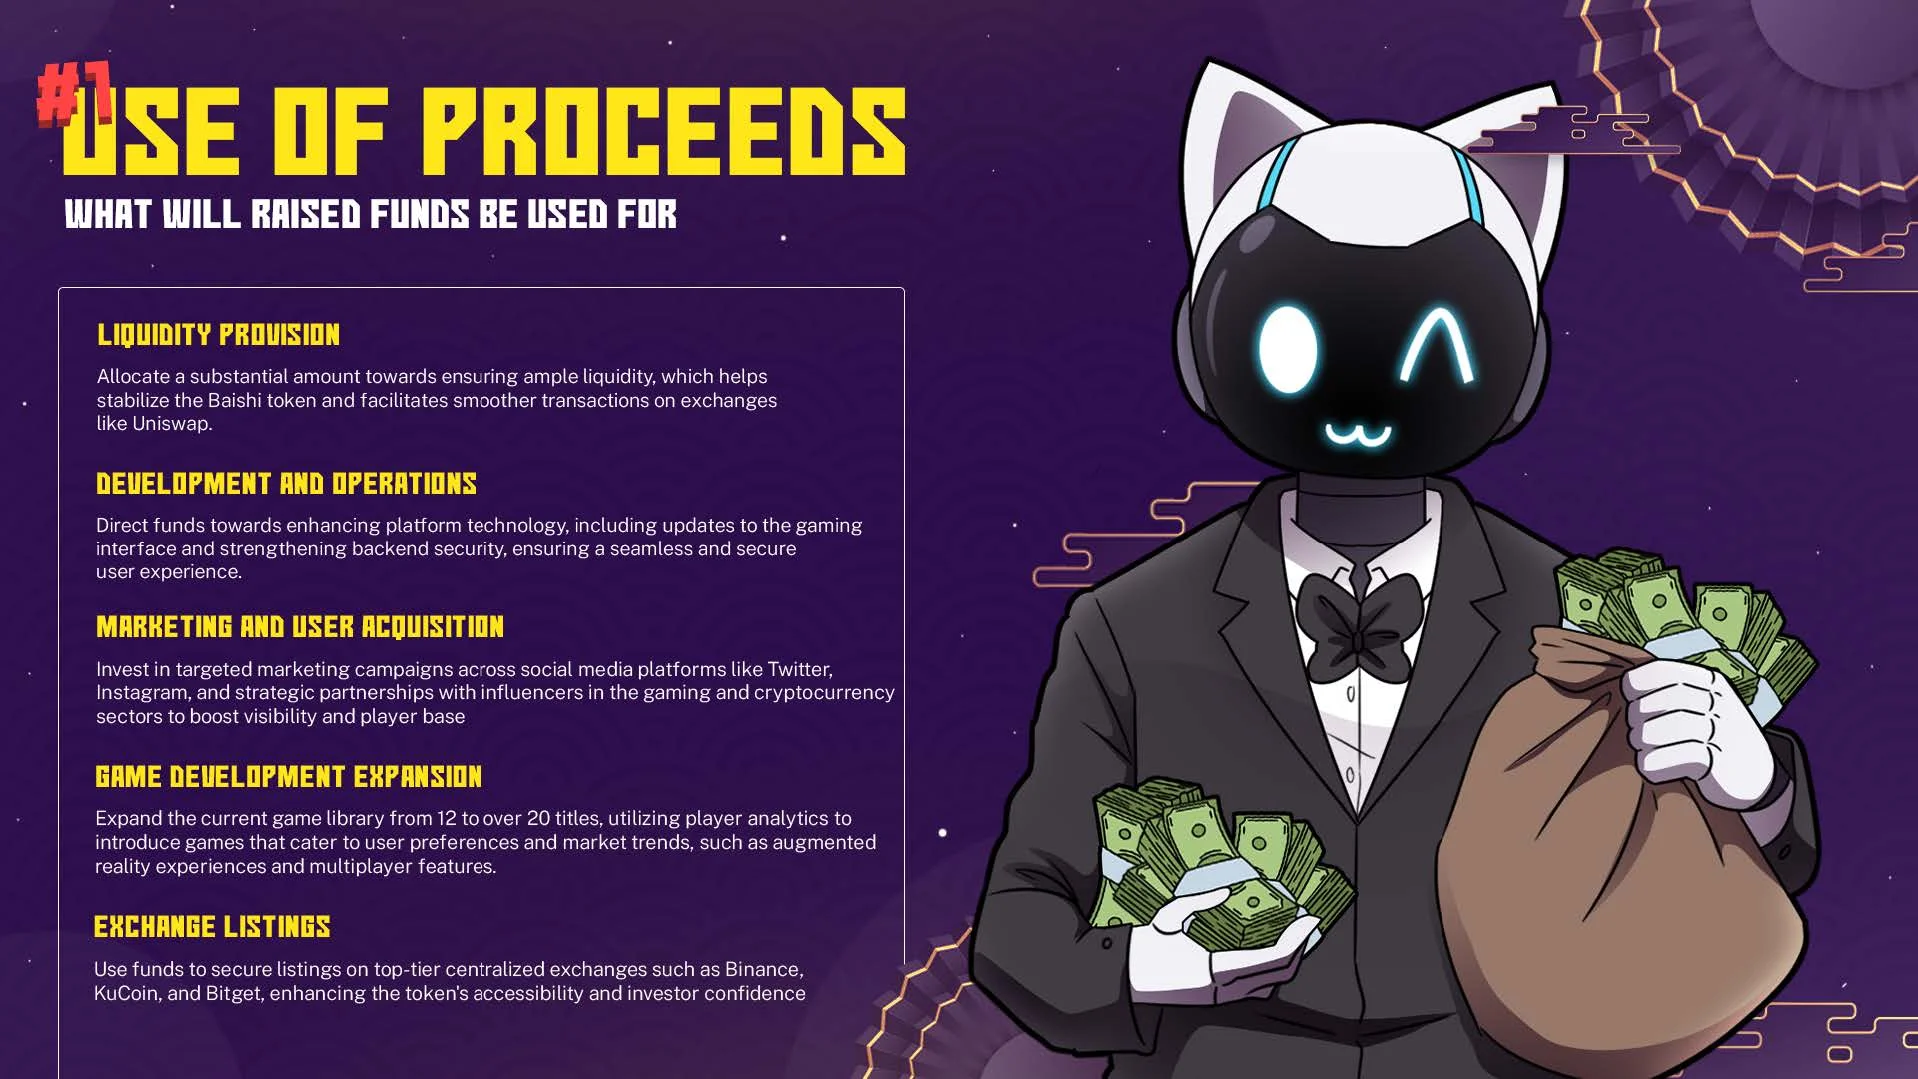 #1
USE OF PROCEEDS
WHAT WILL RAISED FUNDS BE USED FOR
LIQUIDITY PROVISION
Allocate a substantial amount towards ensuring ample liquidity, which helps
stabilize the Baishi token and facilitates smoother transactions on exchanges
like Uniswap.
DEVELOPMENT AND OPERATIONS
Direct funds towards enhancing platform technology, including updates to the gaming
interface and strengthening backend security, ensuring a seamless and secure
user experience.
MARKETING AND USER ACQUISITION
Invest in targeted marketing campaigns across social media platforms like Twitter,
Instagram, and strategic partnerships with influencers in the gaming and cryptocurrency
sectors to boost visibility and player base
GAME DEVELOPMENT EXPANSION
Expand the current game library from 12 to over 20 titles, utilizing player analytics to
introduce games that cater to user preferences and market trends, such as augmented
reality experiences and multiplayer features.
EXCHANGE LISTINGS
Use funds to secure listings on top-tier centralized exchanges such as Binance,
KuCoin, and Bitget, enhancing the token's accessibility and investor confidence